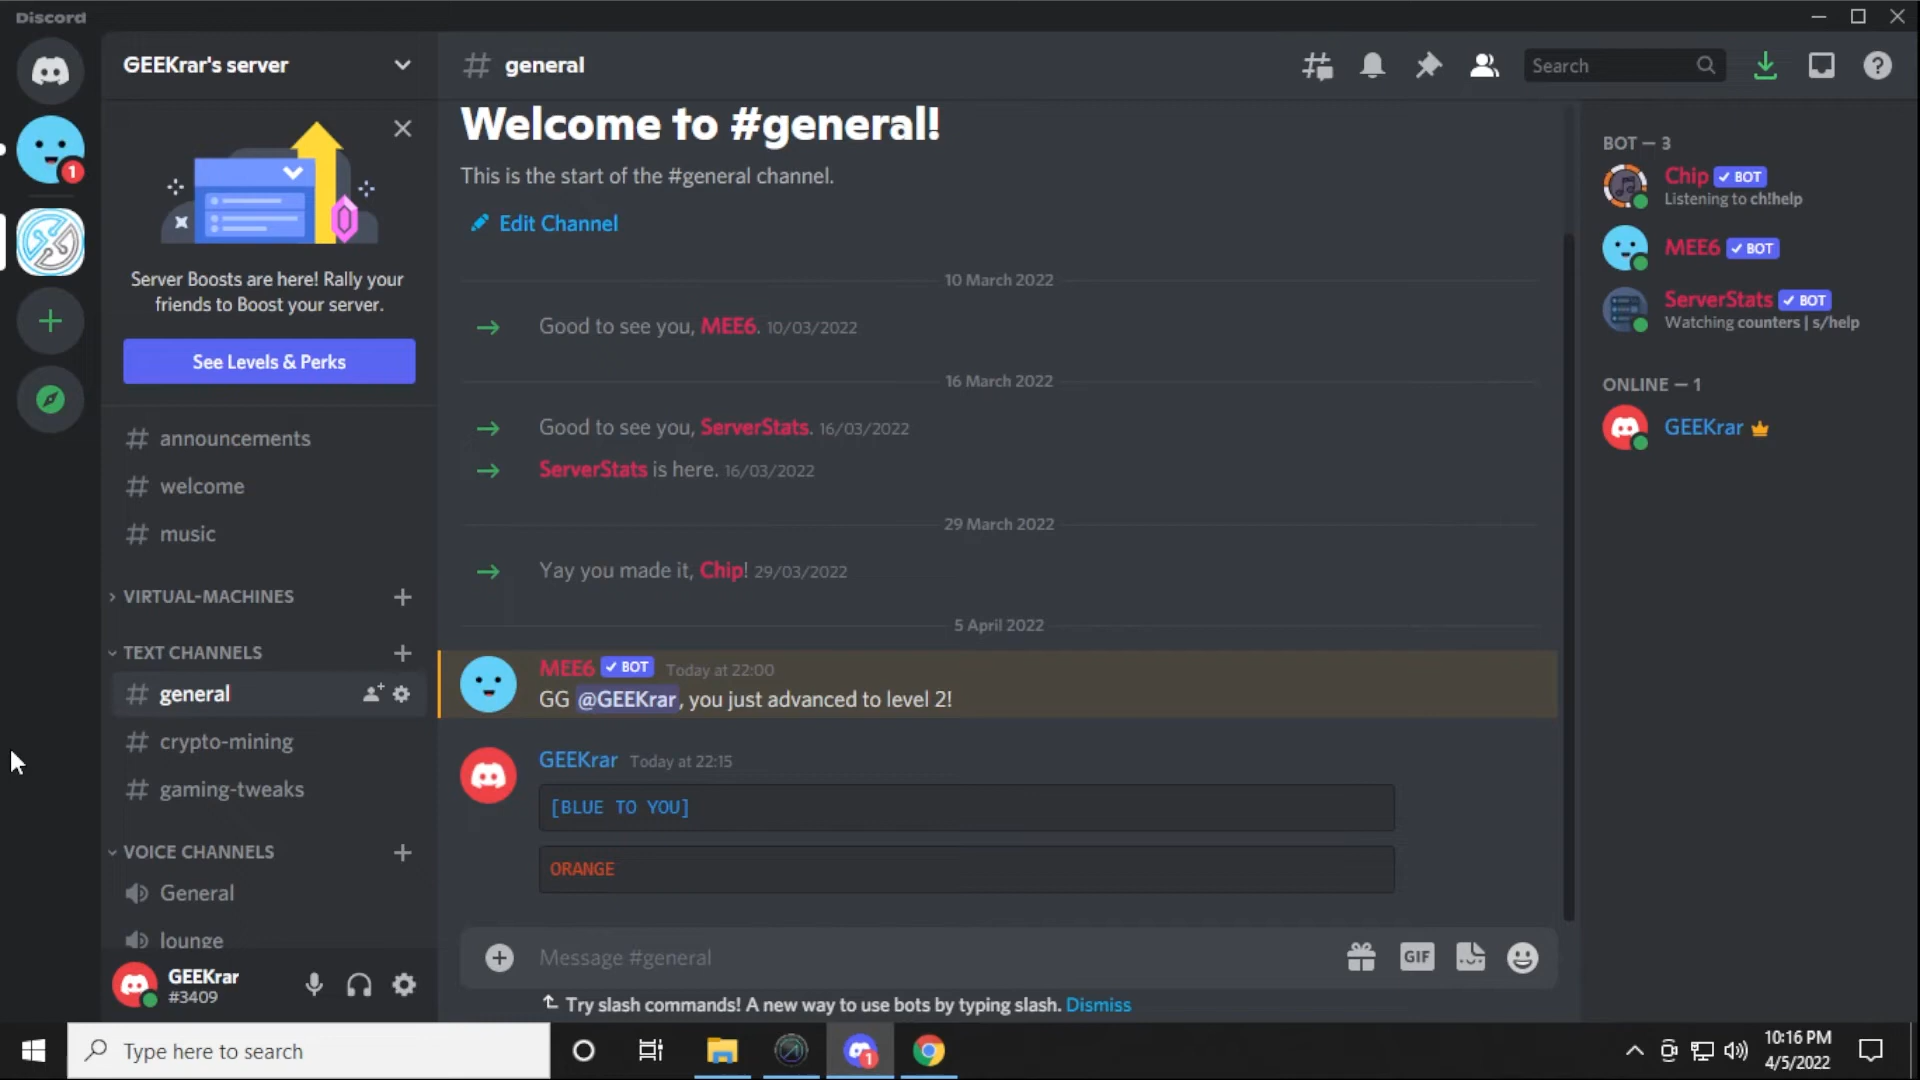 Discord
GEEKrar's server
general
Search
Server Boosts are here! Rally your
friends to Boost your server.
See Levels & Perks
announcements
welcome
music
VIRTUAL-MACHINES
TEXT CHANNELS
general
crypto-mining
gaming-tweaks
VOICE CHANNELS
General
lounge
GEEKrar
#3409
Welcome to #general!
This is the start of the #general channel.
Edit Channel
10 March 2022
Good to see you, MEE6. 10/03/2022
16 March 2022
Good to see you, ServerStats. 16/03/2022
ServerStats is here. 16/03/2022
29 March 2022
Yay you made it, Chip! 29/03/2022
5 April 2022
MEE6 BOT Today at 22:00
GG @GEEKrar, you just advanced to level 2!
GEEKrar Today at 22:15
[BLUE TO YOU]
ORANGE
Message #general
GIF
Try slash commands! A new way to use bots by typing slash. Dismiss
BOT — 3
Chip BOT
Listening to ch!help
MEE6 BOT
ServerStats BOT
Watching counters | s/help
ONLINE — 1
GEEKrar
1
Type here to search
1
10:16 PM
4/5/2022